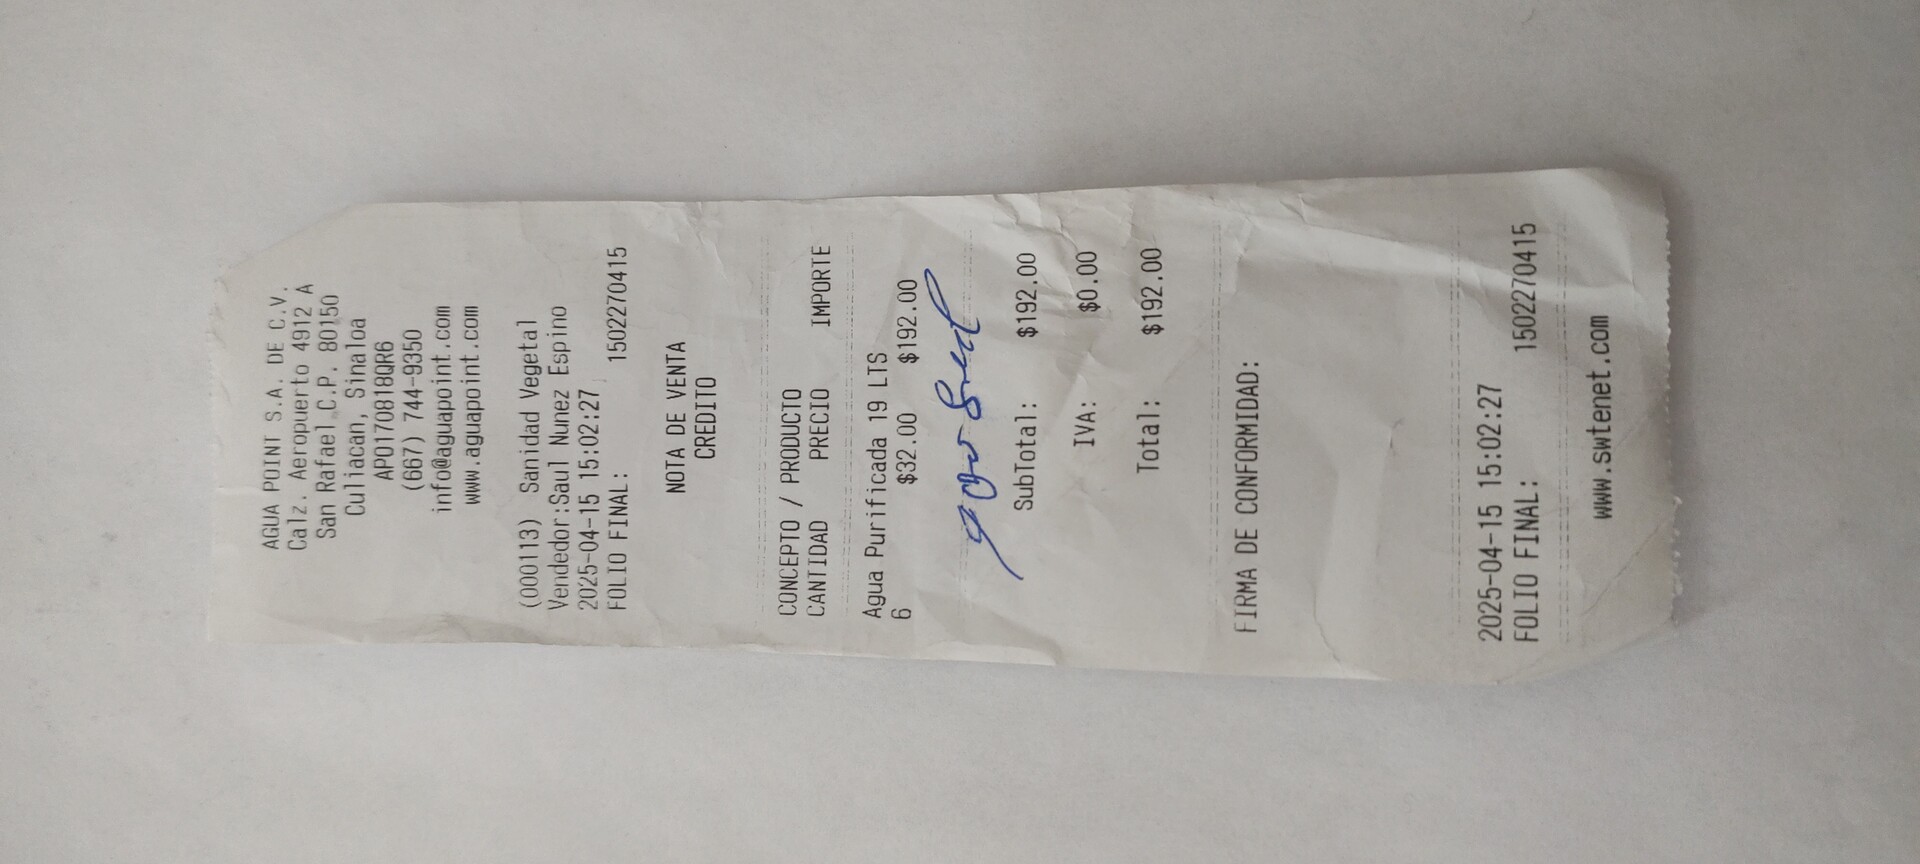 AGUA POINT S.A. DE C.V.
Calz. Aeropuerto 4912 A
San Rafael C.P. 80150
Culiacan, Sinaloa
APO170818QR6
(667) 744-9350
info@aguapoint.com
www.aguapoint.com
(000113) Sanidad Vegetal
Vendedor:Saul Nunez Espino
2025-04-15 15:02:27
FOLIO FINAL: 1502270415
NOTA DE VENTA
CREDITO
CONCEPTO / PRODUCTO
CANTIDAD PRECIO IMPORTE
Agua Purificada 19 LTS
6 $32.00 $192.00
SubTotal: $192.00
IVA: $0.00
Total: $192.00
FIRMA DE CONFORMIDAD:
2025-04-15 15:02:27
FOLIO FINAL: 1502270415
www.swtenet.com